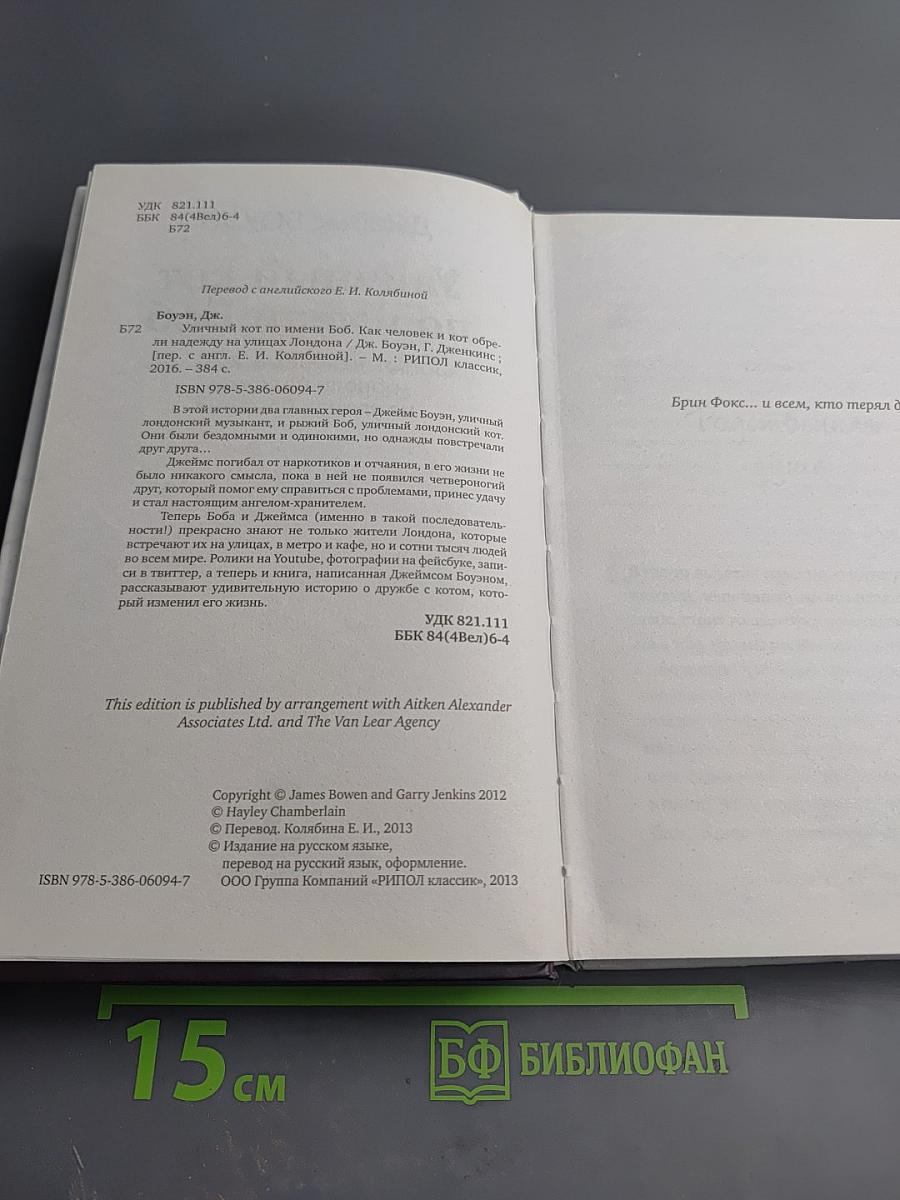 УДК 821.111
ББК 84(4Вел)6-4
Б72
Перевод с английского Е. И. Колябиной
Боуэн, Дж.
Б72 Уличный кот по имени Боб. Как человек и кот обре-
ли надежду на улицах Лондона / Дж. Боуэн, Г. Дженкинс ;
[пер. с англ. Е. И. Колябиной]. – М. : РИПОЛ классик,
2016. – 384 с.
ISBN 978-5-386-06094-7
В этой истории два главных героя – Джеймс Боуэн, уличный
лондонский музыкант, и рыжий Боб, уличный лондонский кот.
Они были бездомными и одинокими, но однажды повстречали
друг друга…
Джеймс погибал от наркотиков и отчаяния, в его жизни не
было никакого смысла, пока в ней не появился четвероногий
друг, который помог ему справиться с проблемами, принес удачу
и стал настоящим ангелом-хранителем.
Теперь Боба и Джеймса (именно в такой последователь-
ности!) прекрасно знают не только жители Лондона, которые
встречают их на улицах, в метро и кафе, но и сотни тысяч людей
во всем мире. Ролики на Youtube, фотографии на фейсбуке, запи-
си в твиттер, а теперь и книга, написанная Джеймсом Боуэном,
рассказывают удивительную историю о дружбе с котом, кото-
рый изменил его жизнь.
УДК 821.111
ББК 84(4Вел)6-4
This edition is published by arrangement with Aitken Alexander
Associates Ltd. and The Van Lear Agency
Copyright © James Bowen and Garry Jenkins 2012
© Hayley Chamberlain
© Перевод. Колябина Е. И., 2013
© Издание на русском языке,
перевод на русский язык, оформление.
ISBN 978-5-386-06094-7 ООО Группа Компаний «РИПОЛ классик», 2013
Брин Фокс… и всем, кто терял д
15 см
БФ БИБЛИОФАН